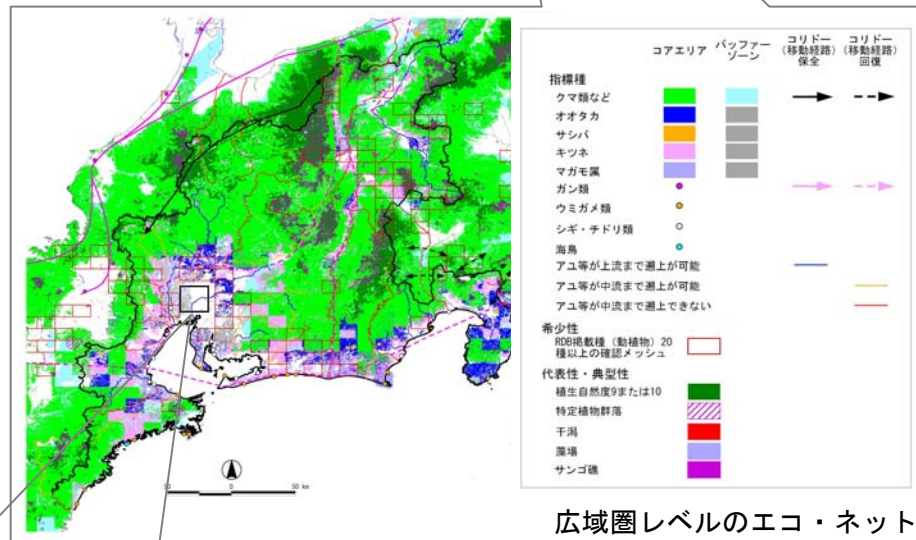 コアエリア バッファーゾーン コリドー(移動経路)保全 コリドー(移動経路)回復
指標種
クマ類など
オオタカ
サシバ
キツネ
マガモ属
ガン類
ウミガメ類
シギ・チドリ類
海鳥
アユ等が上流まで遡上が可能
アユ等が中流まで遡上が可能
アユ等が中流まで遡上できない
希少性
RDB掲載種(動植物)20
種以上の確認メッシュ
代表性・典型性
植生自然度9または10
特定植物群落
干潟
藻場
サンゴ礁
0 50 km
広域圏レベルのエコ・ネット